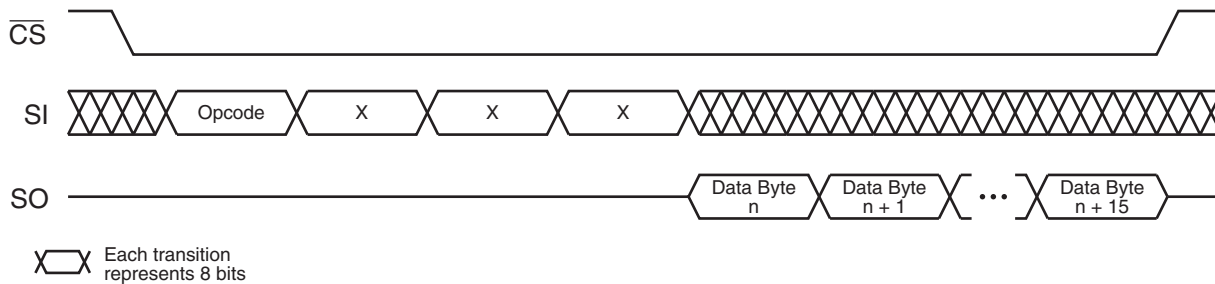 CS
SI
Opcode
X
X
X
SO
Data Byte
n
Data Byte
n + 1
•••
Data Byte
n + 15
Each transition
represents 8 bits